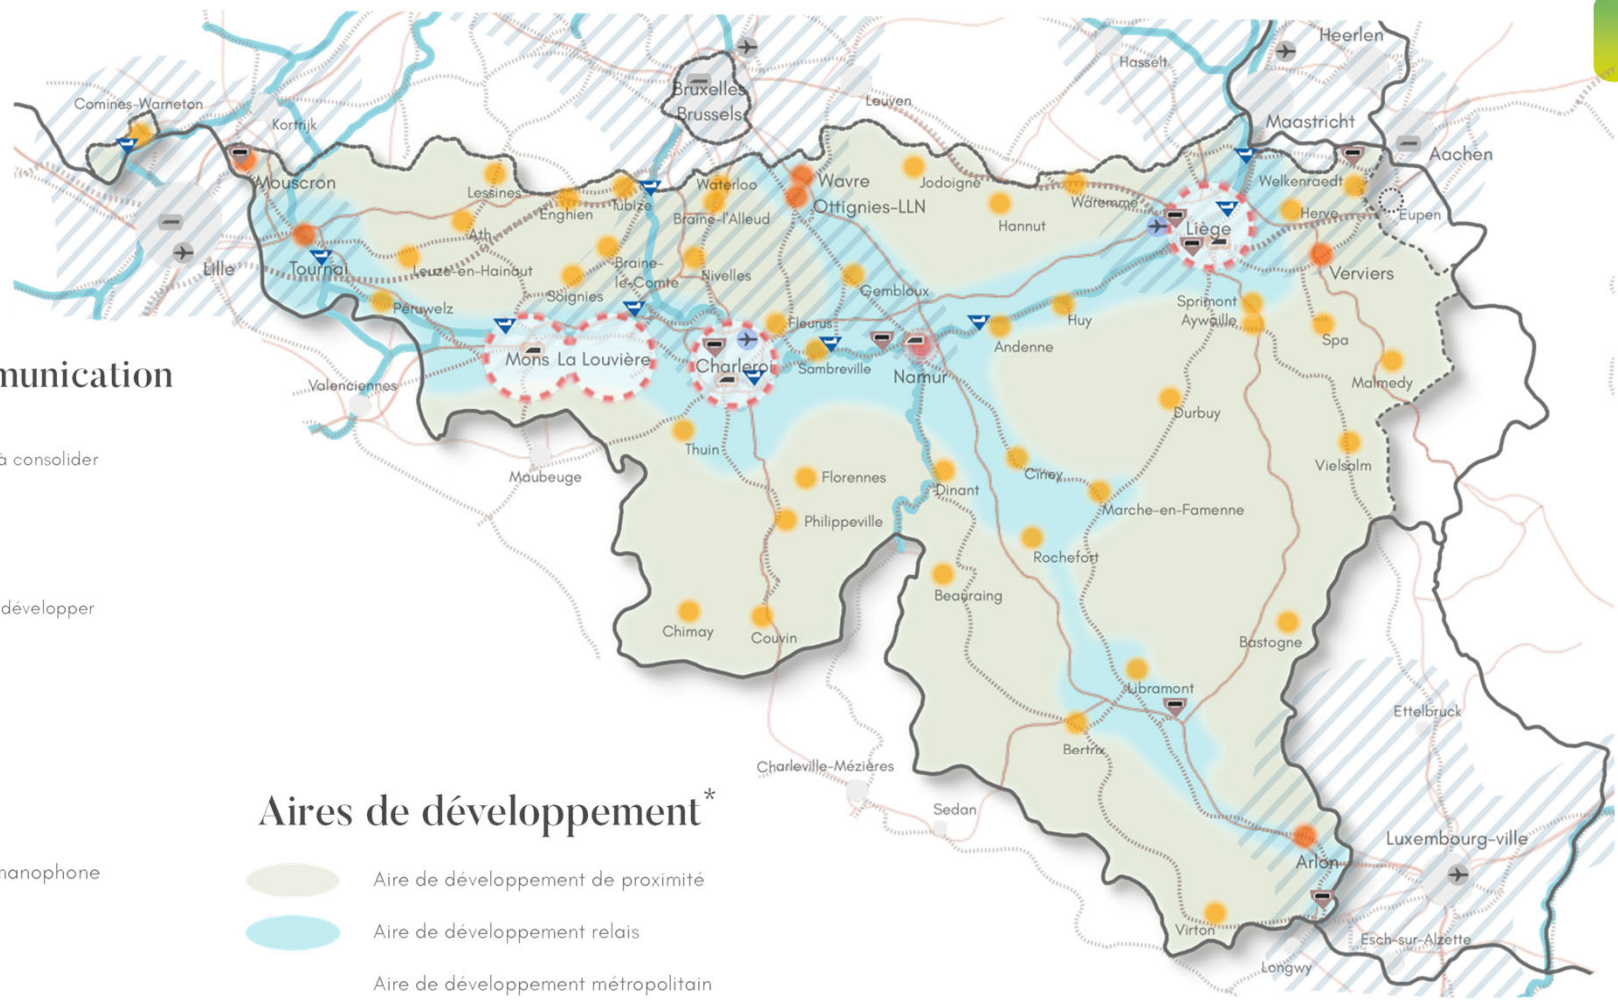 Heerlen
Hasselt
Bruxelles
Brussels
Leuven
Comines-Warneton
Kortrijk
Maastricht
Aachen
Mouscron
Lessines
Enghien
Tubize
Waterloo
Braine-l'Alleud
Wavre
Ottignies-LLN
Jodoigne
Hannut
Waremme
Liège
Welkenraedt
Herve
Eupen
Verviers
Lille
Tournai
Ath
Leuze-en-Hainaut
Péruwelz
Soignies
Braine-
le-Comte
Nivelles
Gembloux
Fleurus
Mons
La Louvière
Charleroi
Sambreville
Namur
Andenne
Huy
Sprimont
Aywaille
Spa
Malmedy
munication
Valenciennes
à consolider
Maubeuge
Thuin
Florennes
Philippeville
Dinant
Ciney
Durbuy
Marche-en-Famenne
Vielsalm
Rochefort
développer
Beauraing
Chimay
Couvin
Bastogne
Libramont
Bertrix
Ettelbruck
Charleville-Mézières
Sedan
Luxembourg-ville
Arlon
Virton
Esch-sur-Alzette
Longwy
manophone
Aires de développement*
Aire de développement de proximité
Aire de développement relais
Aire de développement métropolitain